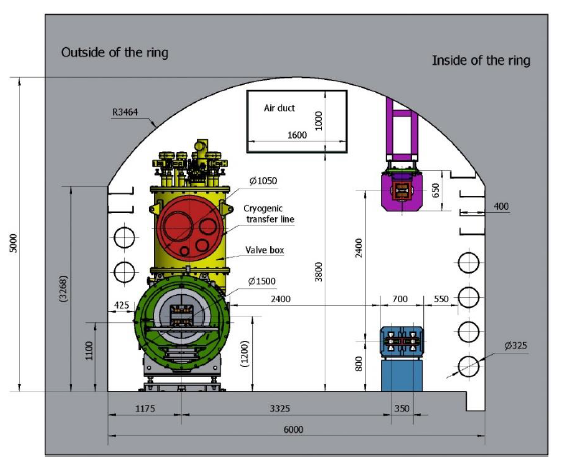 Outside of the ring
Inside of the ring
R3464
Air duct
1000
1600
Ø1050
Cryogenic
transfer line
Valve box
650
400
5000
(3268)
3800
2400
Ø1500
425
2400
700
550
1100
(1200)
800
Ø325
1175
3325
350
6000